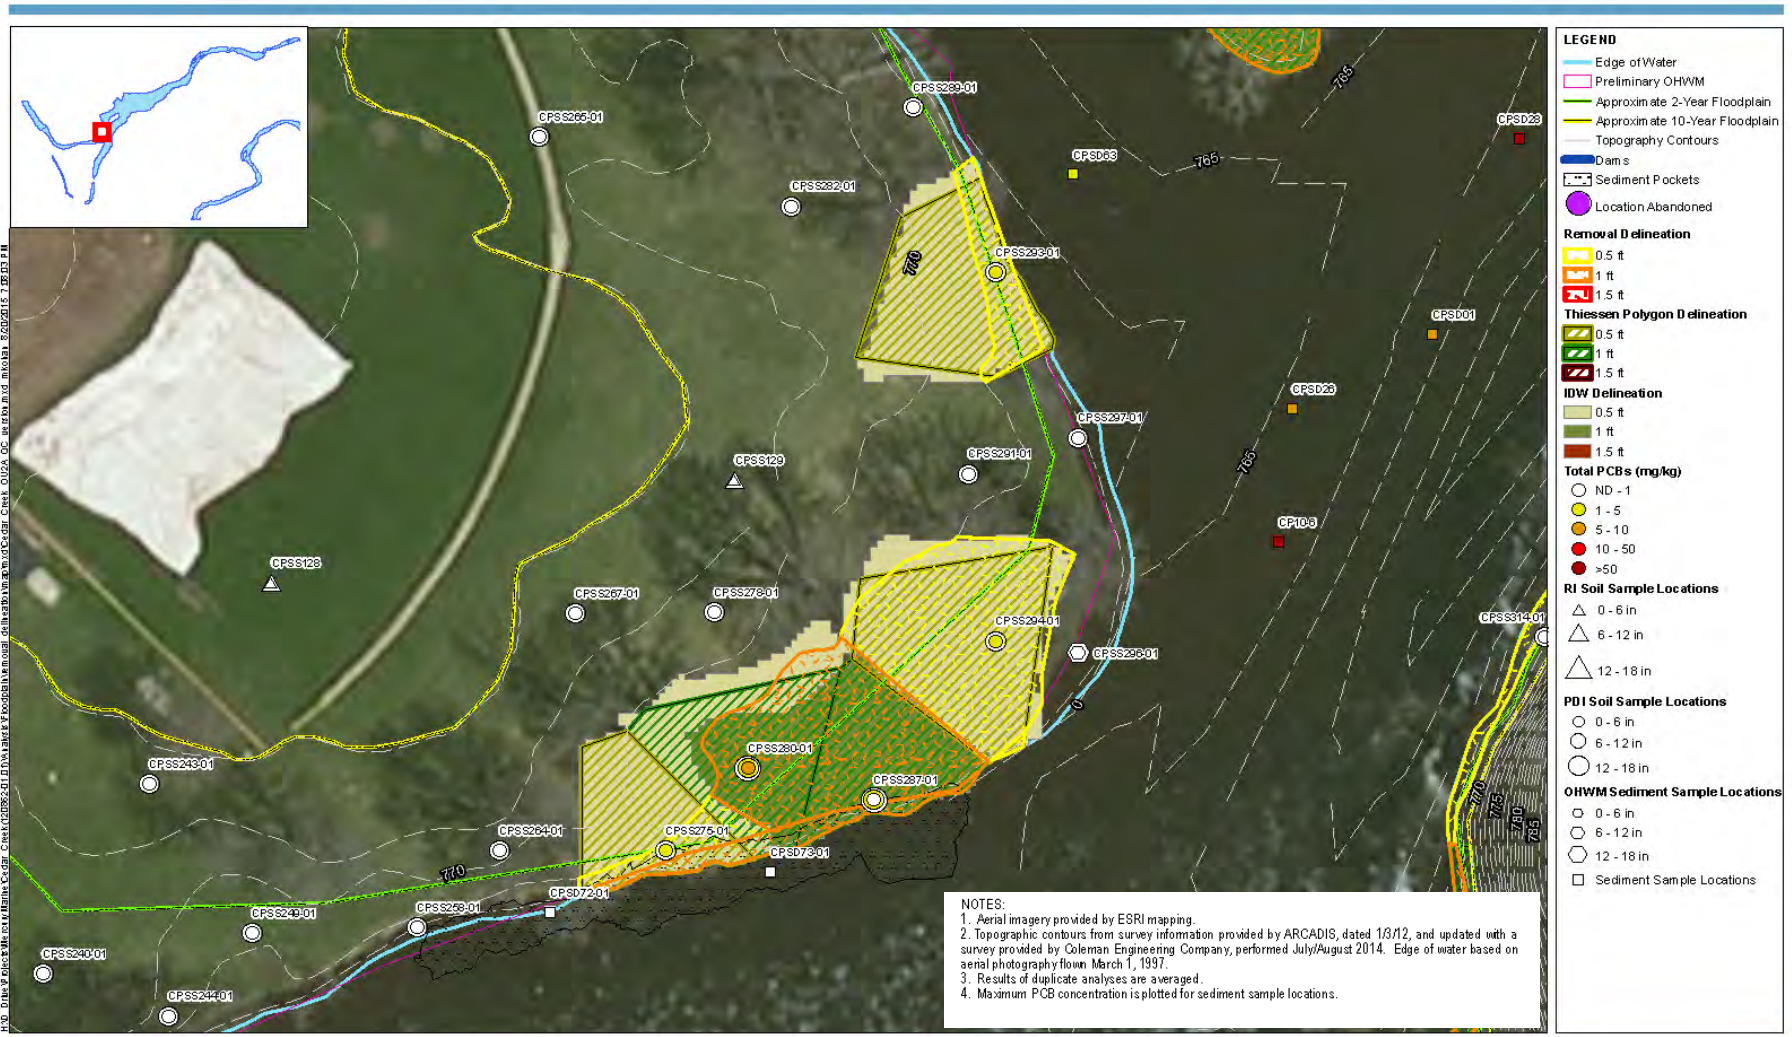 CPSS289-01
CPSS265-01
CPSD28
CPSD63
765
765
CPSS282-01
CPSS293-01
770
CPSD01
CPSD26
CPSS297-01
CPSS291-01
CPSS129
765
CP10-6
CPSS128
CPSS267-01
CPSS278-01
CPSS294-01
CPSS314-01
CPSS296-01
0
CPSS280-01
CPSS243-01
CPSS287-01
770
775
780
785
CPSS264-01
CPSS275-01
CPSD73-01
770
CPSD72-01
CPSS258-01
CPSS249-01
CPSS240-01
CPSS244-01
NOTES:
1. Aerial imagery provided by ESRI mapping.
2. Topographic contours from survey information provided by ARCADIS, dated 1/3/12, and updated with a
survey provided by Coleman Engineering Company, performed July/August 2014. Edge of water based on
aerial photography flown March 1, 1997.
3. Results of duplicate analyses are averaged.
4. Maximum PCB concentration is plotted for sediment sample locations.
LEGEND
Edge of Water
Preliminary OHWM
Approximate 2-Year Floodplain
Approximate 10-Year Floodplain
Topography Contours
Dams
Sediment Pockets
Location Abandoned
Removal Delineation
0.5 ft
1 ft
1.5 ft
Thiessen Polygon Delineation
0.5 ft
1 ft
1.5 ft
IDW Delineation
0.5 ft
1 ft
1.5 ft
Total PCBs (mg/kg)
ND - 1
1 - 5
5 - 10
10 - 50
>50
RI Soil Sample Locations
0 - 6 in
6 - 12 in
12 - 18 in
PDI Soil Sample Locations
0 - 6 in
6 - 12 in
12 - 18 in
OHWM Sediment Sample Locations
0 - 6 in
6 - 12 in
12 - 18 in
Sediment Sample Locations